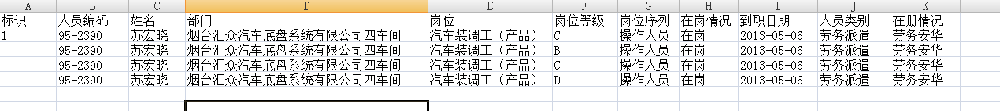 A B C D E F G H I J K
标识 人员编码 姓名 部门 岗位 岗位等级 岗位序列 在岗情况 到职日期 人员类别 在册情况
1 95-2390 苏宏晓 烟台汇众汽车底盘系统有限公司四车间 汽车装调工（产品） C 操作人员 在岗 2013-05-06 劳务派遣 劳务安华
95-2390 苏宏晓 烟台汇众汽车底盘系统有限公司四车间 汽车装调工（产品） B 操作人员 在岗 2013-05-06 劳务派遣 劳务安华
95-2390 苏宏晓 烟台汇众汽车底盘系统有限公司四车间 汽车装调工（产品） C 操作人员 在岗 2013-05-06 劳务派遣 劳务安华
95-2390 苏宏晓 烟台汇众汽车底盘系统有限公司四车间 汽车装调工（产品） D 操作人员 在岗 2013-05-06 劳务派遣 劳务安华